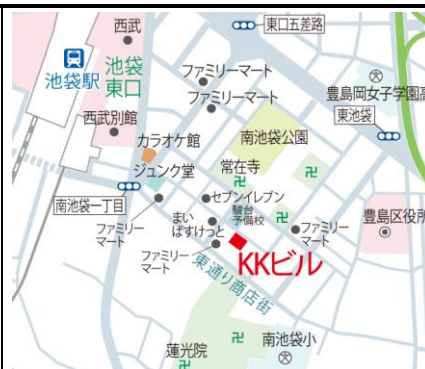 西武
東口五差路
池袋駅
池袋
東口
ファミリーマート
ファミリーマート
豊島岡女子学園高
東池袋
西武別館
カラオケ館
南池袋公園
ジュンク堂
常在寺
南池袋一丁目
セブンイレブン
駿台
予備校
ファミリー
マート
まい
ばすけっと
ファミリー
マート
豊島区役所
ファミリー
マート
KKビル
東通り商店街
蓮光院
南池袋小